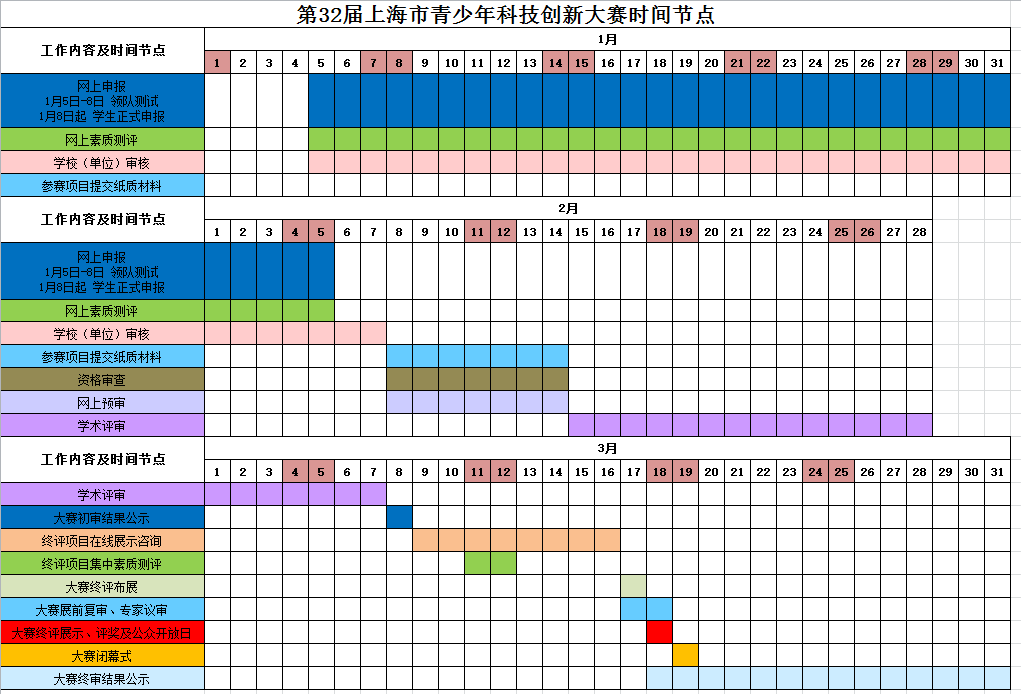 第32届上海市青少年科技创新大赛时间节点
工作内容及时间节点
1月
1 2 3 4 5 6 7 8 9 10 11 12 13 14 15 16 17 18 19 20 21 22 23 24 25 26 27 28 29 30 31
网上申报
1月5日-8日 领队测试
1月8日起 学生正式申报
网上素质测评
学校（单位）审核
参赛项目提交纸质材料
工作内容及时间节点
2月
1 2 3 4 5 6 7 8 9 10 11 12 13 14 15 16 17 18 19 20 21 22 23 24 25 26 27 28
网上申报
1月5日-8日 领队测试
1月8日起 学生正式申报
网上素质测评
学校（单位）审核
参赛项目提交纸质材料
资格审查
网上预审
学术评审
工作内容及时间节点
3月
1 2 3 4 5 6 7 8 9 10 11 12 13 14 15 16 17 18 19 20 21 22 23 24 25 26 27 28 29 30 31
学术评审
大赛初审结果公示
终评项目在线展示咨询
终评项目集中素质测评
大赛终评布展
大赛展前复审、专家议审
大赛终评展示、评奖及公众开放日
大赛闭幕式
大赛终审结果公示